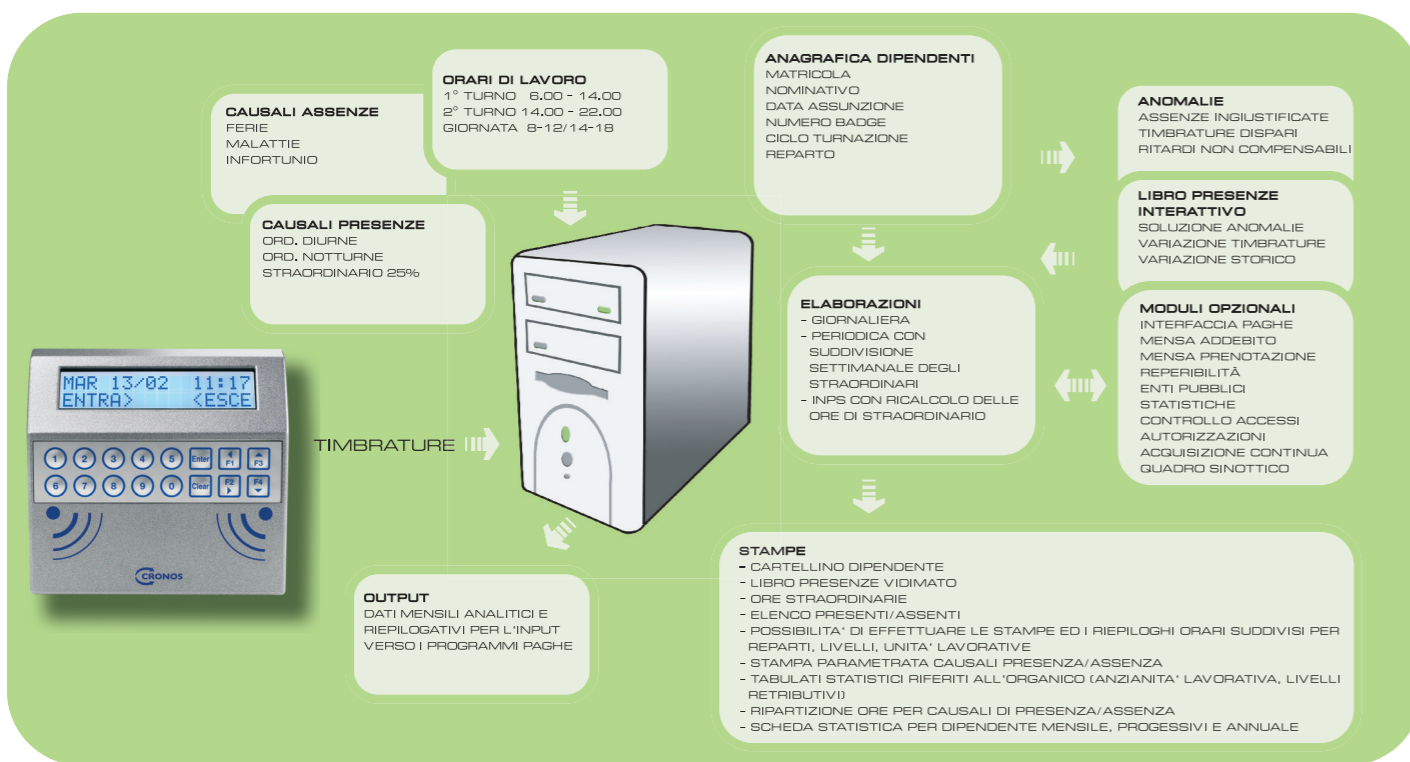 ORARI DI LAVORO
1° TURNO 6.00 - 14.00
2° TURNO 14.00 - 22.00
GIORNATA 8-12/14-18
CAUSALI ASSENZE
FERIE
MALATTIE
INFORTUNIO
CAUSALI PRESENZE
ORD. DIURNE
ORD. NOTTURNE
STRAORDINARIO 25%
ANAGRAFICA DIPENDENTI
MATRICOLA
NOMINATIVO
DATA ASSUNZIONE
NUMERO BADGE
CICLO TURNAZIONE
REPARTO
ANOMALIE
ASSENZE INGIUSTIFICATE
TIMBRATURE DISPARI
RITARDI NON COMPENSABILI
LIBRO PRESENZE
INTERATTIVO
SOLUZIONE ANOMALIE
VARIAZIONE TIMBRATURE
VARIAZIONE STORICO
ELABORAZIONI
- GIORNALIERA
- PERIODICA CON
SUDDIVISIONE
SETTIMANALE DEGLI
STRAORDINARI
- INPS CON RICALCOLO DELLE
ORE DI STRAORDINARIO
MODULI OPZIONALI
INTERFACCIA PAGHE
MENSA ADDEBITO
MENSA PRENOTAZIONE
REPERIBILITÀ
ENTI PUBBLICI
STATISTICHE
CONTROLLO ACCESSI
AUTORIZZAZIONI
ACQUISIZIONE CONTINUA
QUADRO SINOTTICO
MAR 13/02 11:17
ENTRA> <ESCE
1 2 3 4 5 Enter F1 F3
6 7 8 9 0 Clear F2 F4
CRONOS
TIMBRATURE
OUTPUT
DATI MENSILI ANALITICI E
RIEPILOGATIVI PER L'INPUT
VERSO I PROGRAMMI PAGHE
STAMPE
- CARTELLINO DIPENDENTE
- LIBRO PRESENZE VIDIMATO
- ORE STRAORDINARIE
- ELENCO PRESENTI/ASSENTI
- POSSIBILITA' DI EFFETTUARE LE STAMPE ED I RIEPILOGHI ORARI SUDDIVISI PER
REPARTI, LIVELLI, UNITA' LAVORATIVE
- STAMPA PARAMETRATA CAUSALI PRESENZA/ASSENZA
- TABULATI STATISTICI RIFERITI ALL'ORGANICO (ANZIANITA' LAVORATIVA, LIVELLI
RETRIBUTIVI)
- RIPARTIZIONE ORE PER CAUSALI DI PRESENZA/ASSENZA
- SCHEDA STATISTICA PER DIPENDENTE MENSILE, PROGESSIVI E ANNUALE